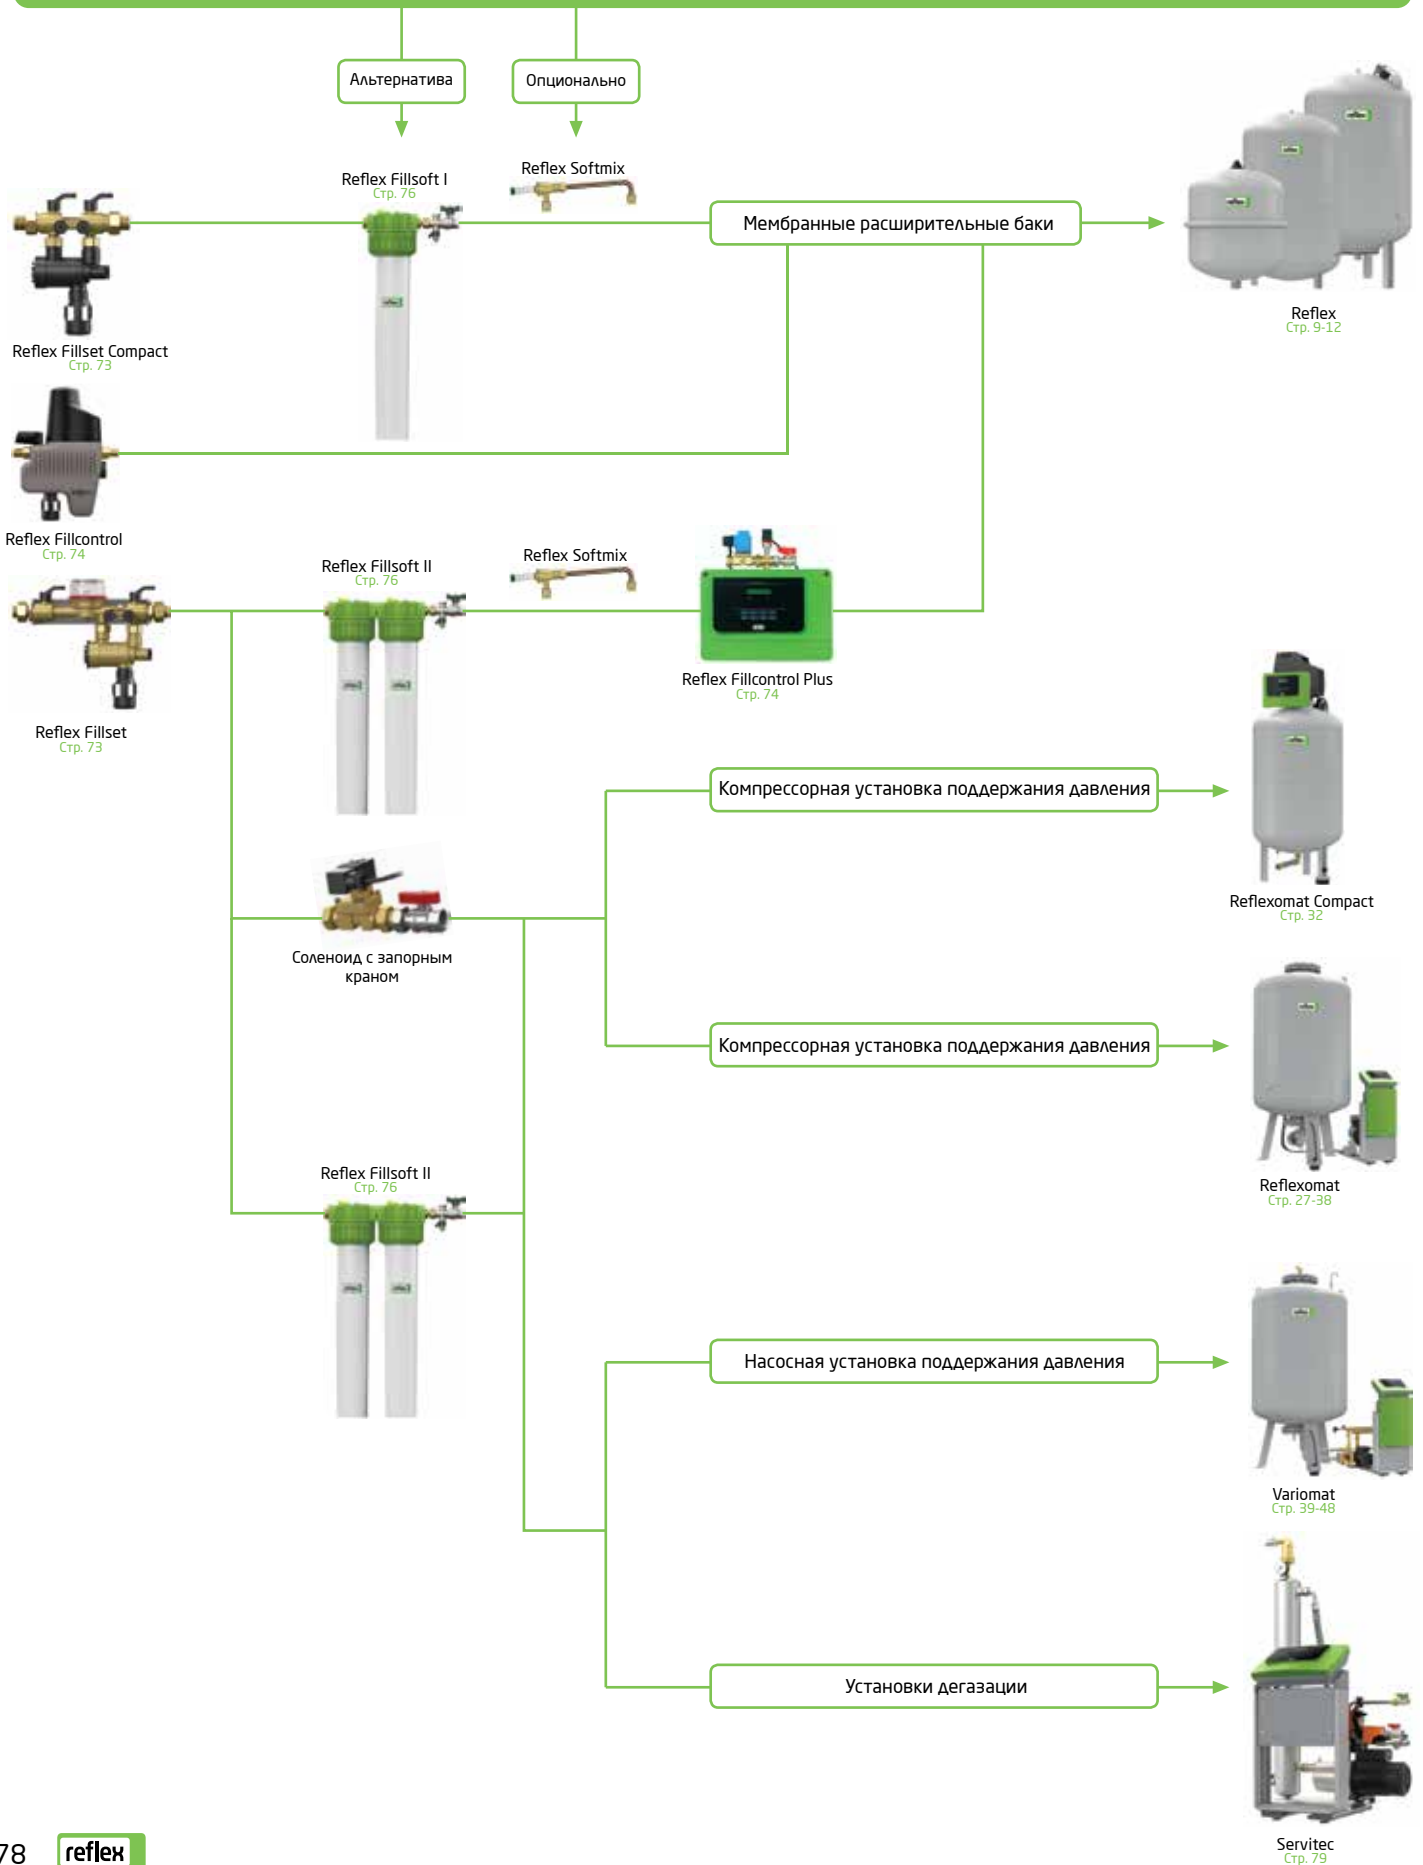 Альтернатива
Опционально
Reflex Fillsoft I
Стр. 76
Reflex Softmix
Мембранные расширительные баки
Reflex
Стр. 9-12
Reflex Fillset Compact
Стр. 73
Reflex Fillcontrol
Стр. 74
Reflex Fillsoft II
Стр. 76
Reflex Softmix
Reflex Fillcontrol Plus
Стр. 74
Reflex Fillset
Стр. 73
Компрессорная установка поддержания давления
Reflexomat Compact
Стр. 32
Соленоид с запорным
краном
Компрессорная установка поддержания давления
Reflexomat
Стр. 27-38
Reflex Fillsoft II
Стр. 76
Насосная установка поддержания давления
Variomat
Стр. 39-48
Установки дегазации
Servitec
Стр. 79
78
reflex